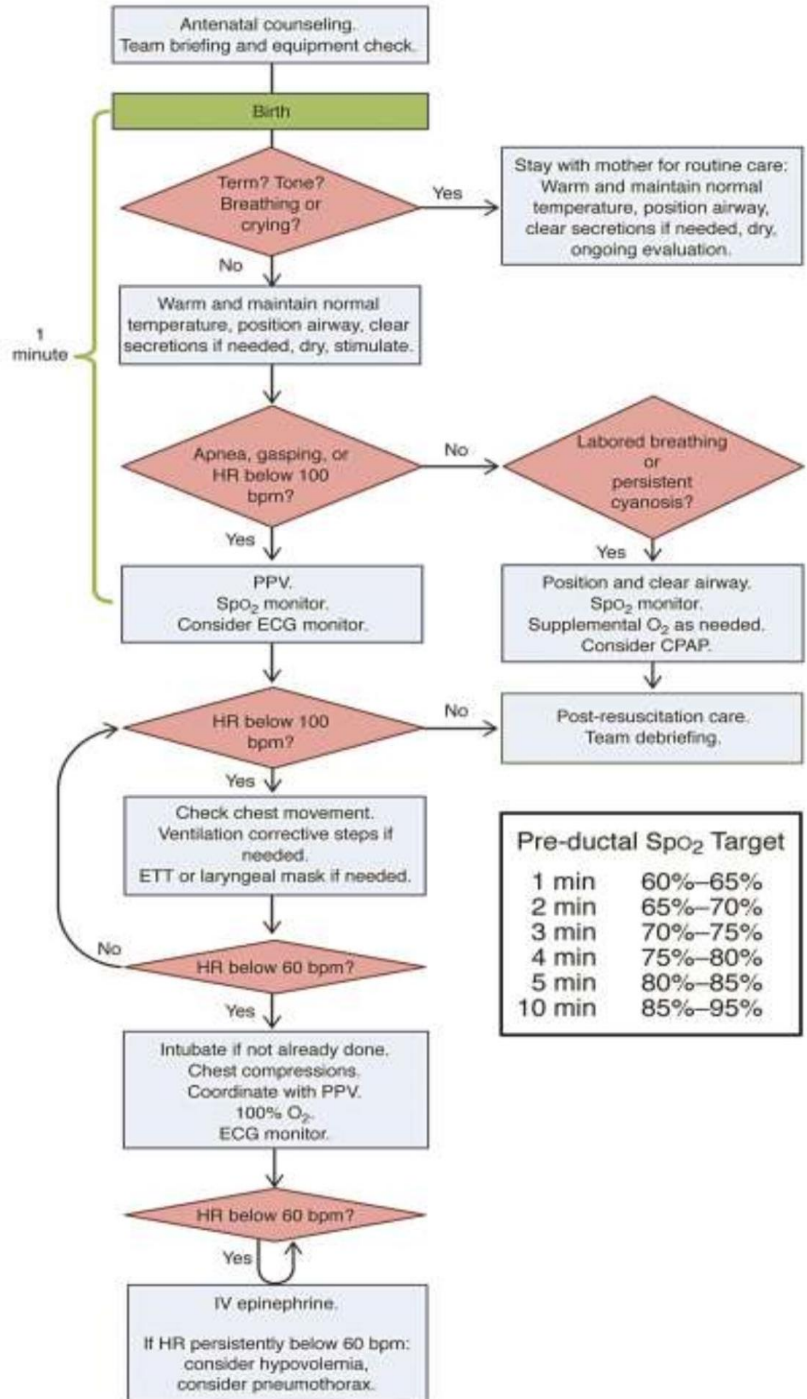 Antenatal counseling.
Team briefing and equipment check.
Birth
Term? Tone?
Breathing or
crying?
Yes
Stay with mother for routine care:
Warm and maintain normal
temperature, position airway,
clear secretions if needed, dry,
ongoing evaluation.
No
Warm and maintain normal
temperature, position airway, clear
secretions if needed, dry, stimulate.
1
minute
Apnea, gasping, or
HR below 100
bpm?
No
Labored breathing
or
persistent
cyanosis?
Yes
Yes
PPV.
SpO₂ monitor.
Consider ECG monitor.
Position and clear airway.
SpO₂ monitor.
Supplemental O₂ as needed.
Consider CPAP.
HR below 100
bpm?
No
Post-resuscitation care.
Team debriefing.
Yes
Check chest movement.
Ventilation corrective steps if
needed.
ETT or laryngeal mask if needed.
Pre-ductal SpO₂ Target
1 min 60%–65%
2 min 65%–70%
3 min 70%–75%
4 min 75%–80%
5 min 80%–85%
10 min 85%–95%
No
HR below 60 bpm?
Yes
Intubate if not already done.
Chest compressions.
Coordinate with PPV.
100% O₂.
ECG monitor.
HR below 60 bpm?
Yes
IV epinephrine.
If HR persistently below 60 bpm:
consider hypovolemia,
consider pneumothorax.